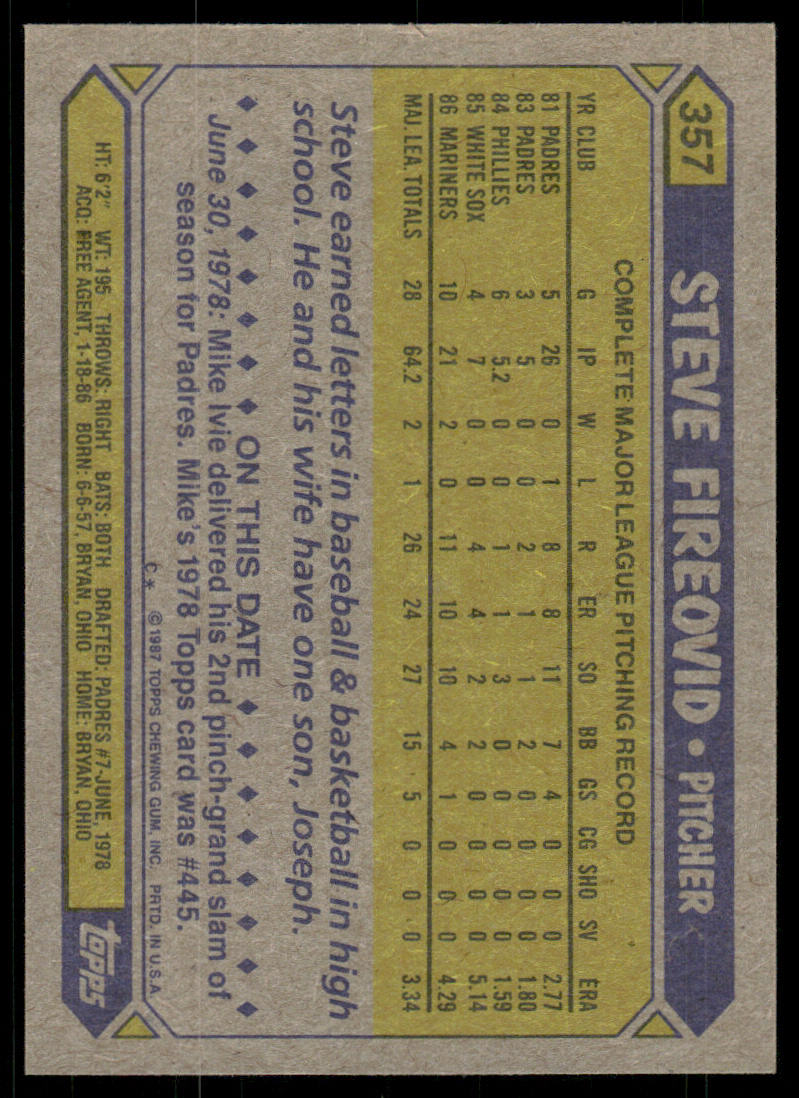 357
STEVE FIREOVID • PITCHER
COMPLETE MAJOR LEAGUE PITCHING RECORD
YR CLUB G IP W L R ER SO BB GS CG SHO SV ERA
81 PADRES 5 26 0 1 8 8 11 7 4 0 0 0 2.77
83 PADRES 3 5 0 0 2 1 1 2 0 0 0 0 1.80
84 PHILLIES 6 5.2 0 0 1 1 3 0 0 0 0 0 1.59
85 WHITE SOX 4 7 0 0 4 4 2 2 0 0 0 0 5.14
86 MARINERS 10 21 2 0 11 10 10 4 1 0 0 0 4.29
MAJ. LEA. TOTALS 28 64.2 2 1 26 24 27 15 5 0 0 0 3.34
Steve earned letters in baseball & basketball in high
school. He and his wife have one son, Joseph.
ON THIS DATE
June 30, 1978: Mike Ivie delivered his 2nd pinch-grand slam of
season for Padres. Mike's 1978 Topps card was #445.
C* ©1987 TOPPS CHEWING GUM, INC. PRTD. IN U.S.A
HT: 6'2" WT: 195 THROWS: RIGHT BATS: BOTH DRAFTED: PADRES #7-JUNE, 1978
ACQ: FREE AGENT, 1-18-86 BORN: 6-6-57, BRYAN, OHIO HOME: BRYAN, OHIO
topps